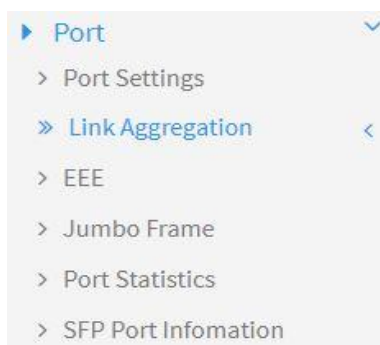 Port
Port Settings
Link Aggregation
EEE
Jumbo Frame
Port Statistics
SFP Port Infomation